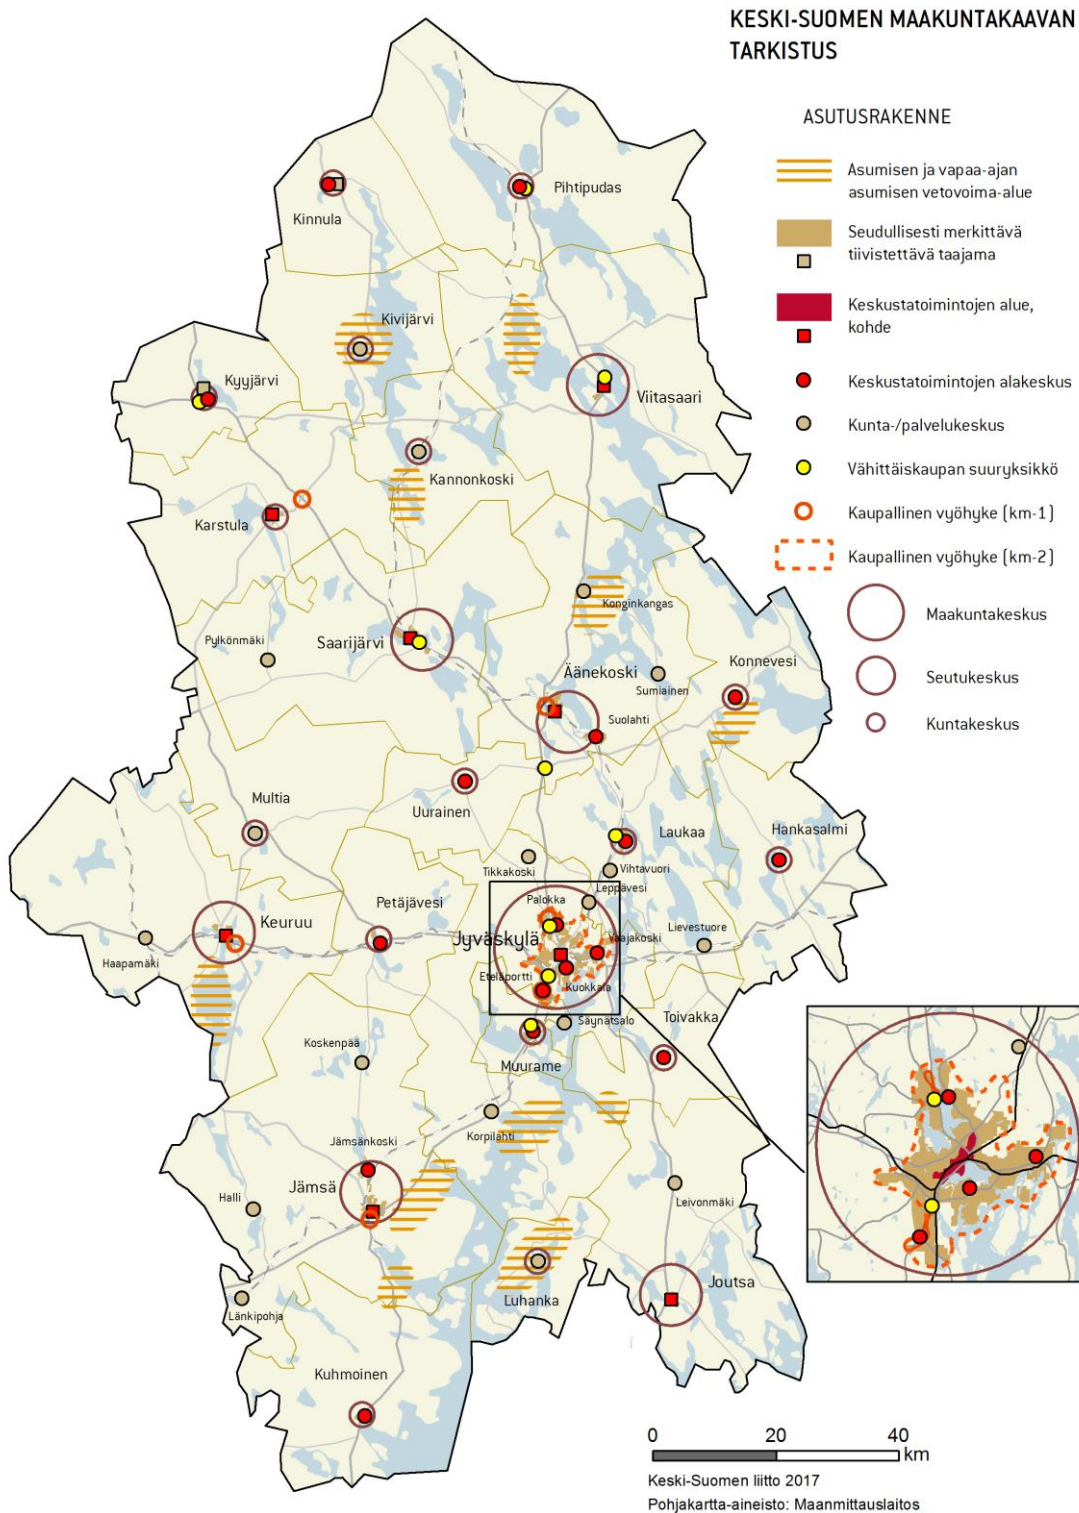 KESKI-SUOMEN MAAKUNTAKAAVAN
TARKISTUS
ASUTUSRAKENNE
Asumisen ja vapaa-ajan
asumisen vetovoima-alue
Seudullisesti merkittävä
tiivistettävä taajama
Keskustatoimintojen alue,
kohde
Keskustatoimintojen alakeskus
Kunta-/palvelukeskus
Vähittäiskaupan suuryksikkö
Kaupallinen vyöhyke (km-1)
Kaupallinen vyöhyke (km-2)
Maakuntakeskus
Seutukeskus
Kuntakeskus
Kinnula
Pihtipudas
Kivijärvi
Kyyjärvi
Viitasaari
Kannonkoski
Karstula
Konginkangas
Pylkönmäki
Saarijärvi
Äänekoski
Sumiainen
Konnevesi
Suolahti
Multia
Uurainen
Laukaa
Hankasalmi
Tikkakoski
Vihtavuori
Leppävesi
Petäjävesi
Palokka
Keuruu
Jyväskylä
Vaajakoski
Lievestuore
Haapamäki
Eteläportti
Kuokkala
Säynätsalo
Toivakka
Koskenpää
Muurame
Korpilahti
Jämsänkoski
Jämsä
Halli
Leivonmäki
Joutsa
Luhanka
Länkipohja
Kuhmoinen
0 20 40
km
Keski-Suomen liitto 2017
Pohjakartta-aineisto: Maanmittauslaitos